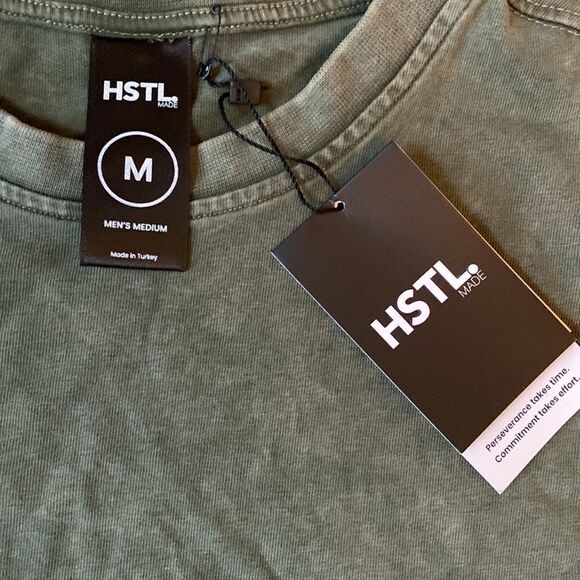 HSTL.
MADE
M
MEN'S MEDIUM
Made in Turkey
HSTL.
MADE
Perseverance takes time.
Commitment takes effort.